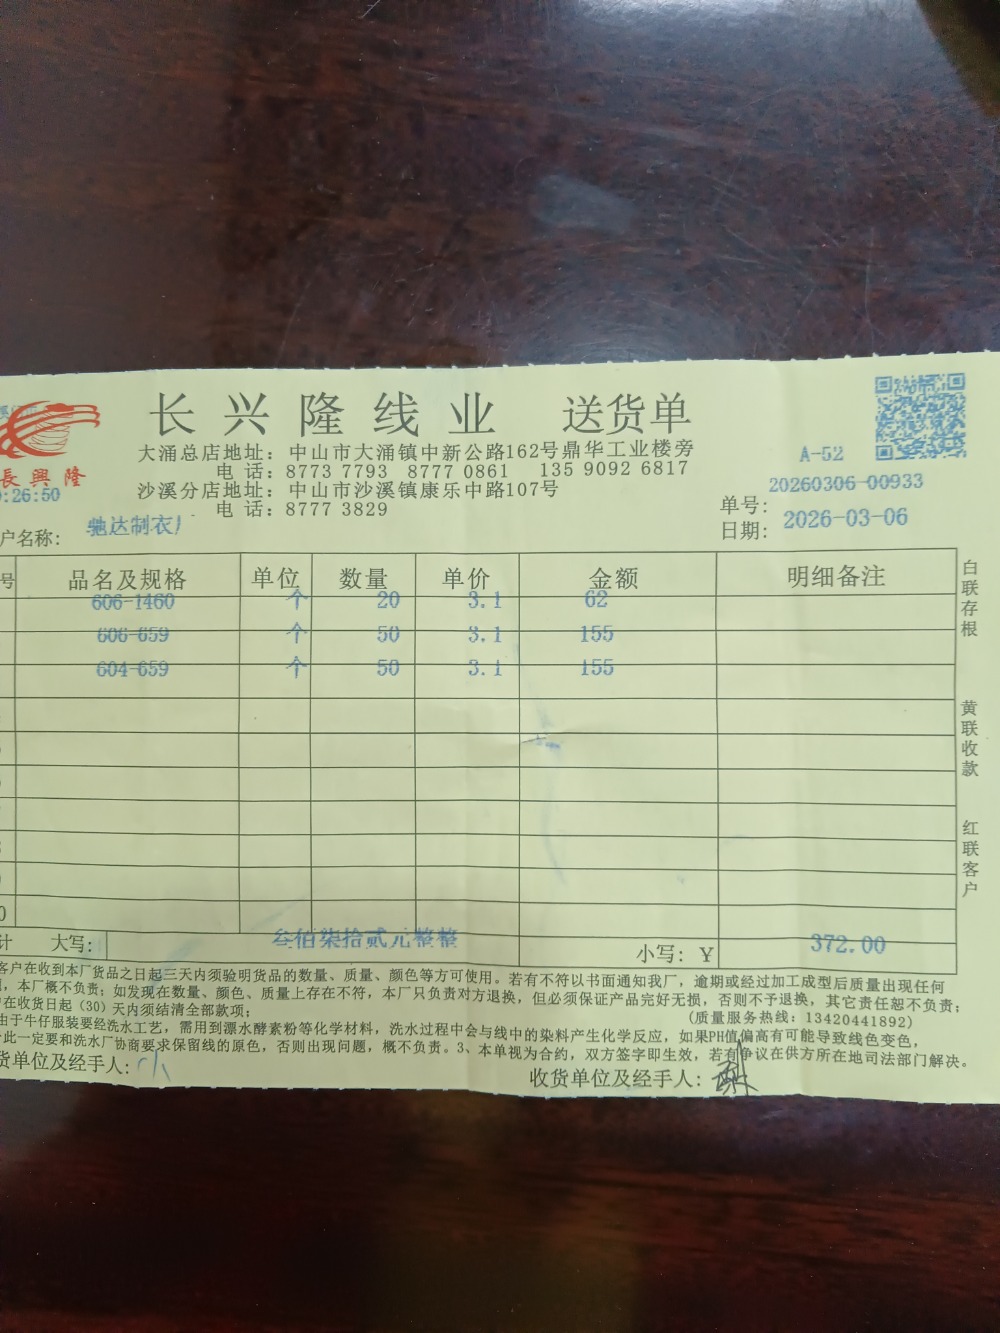 长兴隆线业 送货单
大涌总店地址：中山市大涌镇中新公路162号鼎华工业楼旁
电 话：8773 7793 8777 0861 135 9092 6817
沙溪分店地址：中山市沙溪镇康乐中路107号
电 话：8777 3829
長興隆
:26:50
A-52
单号：20260306-00933
日期：2026-03-06
户名称：驰达制衣厂
号 品名及规格 单位 数量 单价 金额 明细备注
606-1460 个 20 3.1 62
606-659 个 50 3.1 155
604-659 个 50 3.1 155
0
计 大写：叁佰柒拾贰元整整 小写：￥ 372.00
白联存根
黄联收款
红联客户
客户在收到本厂货品之日起三天内须验明货品的数量、质量、颜色等方可使用。若有不符以书面通知我厂，逾期或经过加工成型后质量出现任何
，本厂概不负责；如发现在数量、颜色、质量上存在不符，本厂只负责对方退换，但必须保证产品完好无损，否则不予退换，其它责任恕不负责；
在收货日起（30）天内须结清全部款项；
(质量服务热线：13420441892)
由于牛仔服装要经洗水工艺，需用到漂水酵素粉等化学材料，洗水过程中会与线中的染料产生化学反应，如果PH值偏高有可能导致线色变色，
此一定要和洗水厂协商要求保留线的原色，否则出现问题，概不负责。3、本单视为合约，双方签字即生效，若有争议在供方所在地司法部门解决。
货单位及经手人：
收货单位及经手人：